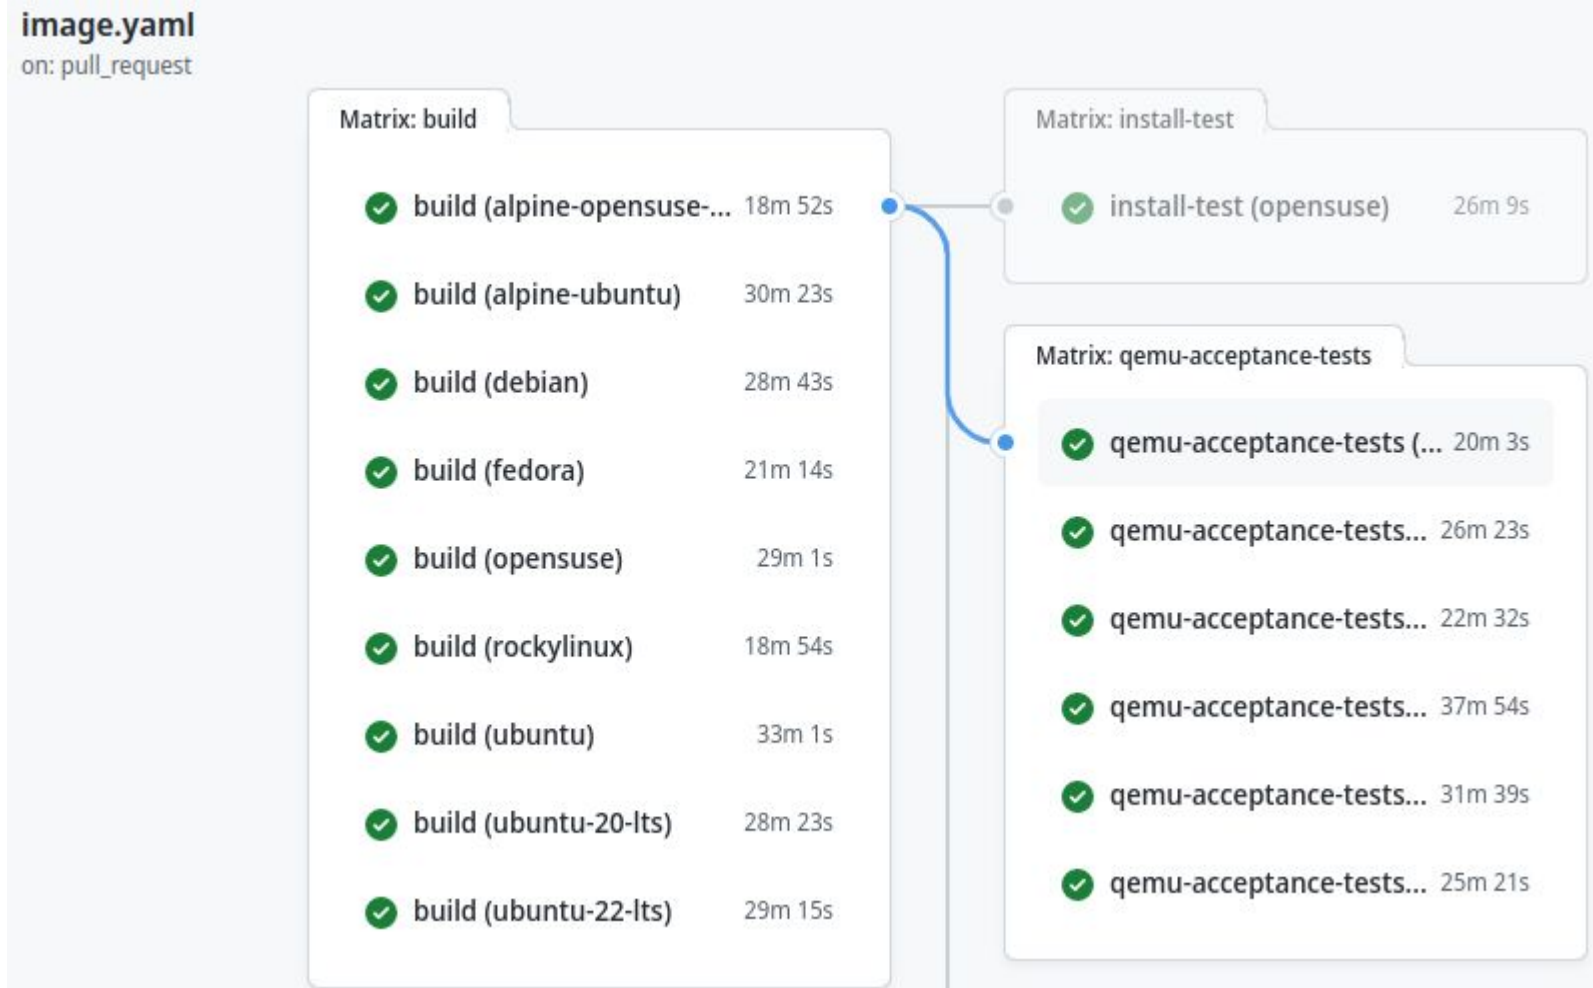 image.yaml
on: pull_request
Matrix: build
build (alpine-opensuse-... 18m 52s
build (alpine-ubuntu) 30m 23s
build (debian) 28m 43s
build (fedora) 21m 14s
build (opensuse) 29m 1s
build (rockylinux) 18m 54s
build (ubuntu) 33m 1s
build (ubuntu-20-lts) 28m 23s
build (ubuntu-22-lts) 29m 15s
Matrix: install-test
install-test (opensuse) 26m 9s
Matrix: qemu-acceptance-tests
qemu-acceptance-tests (... 20m 3s
qemu-acceptance-tests... 26m 23s
qemu-acceptance-tests... 22m 32s
qemu-acceptance-tests... 37m 54s
qemu-acceptance-tests... 31m 39s
qemu-acceptance-tests... 25m 21s